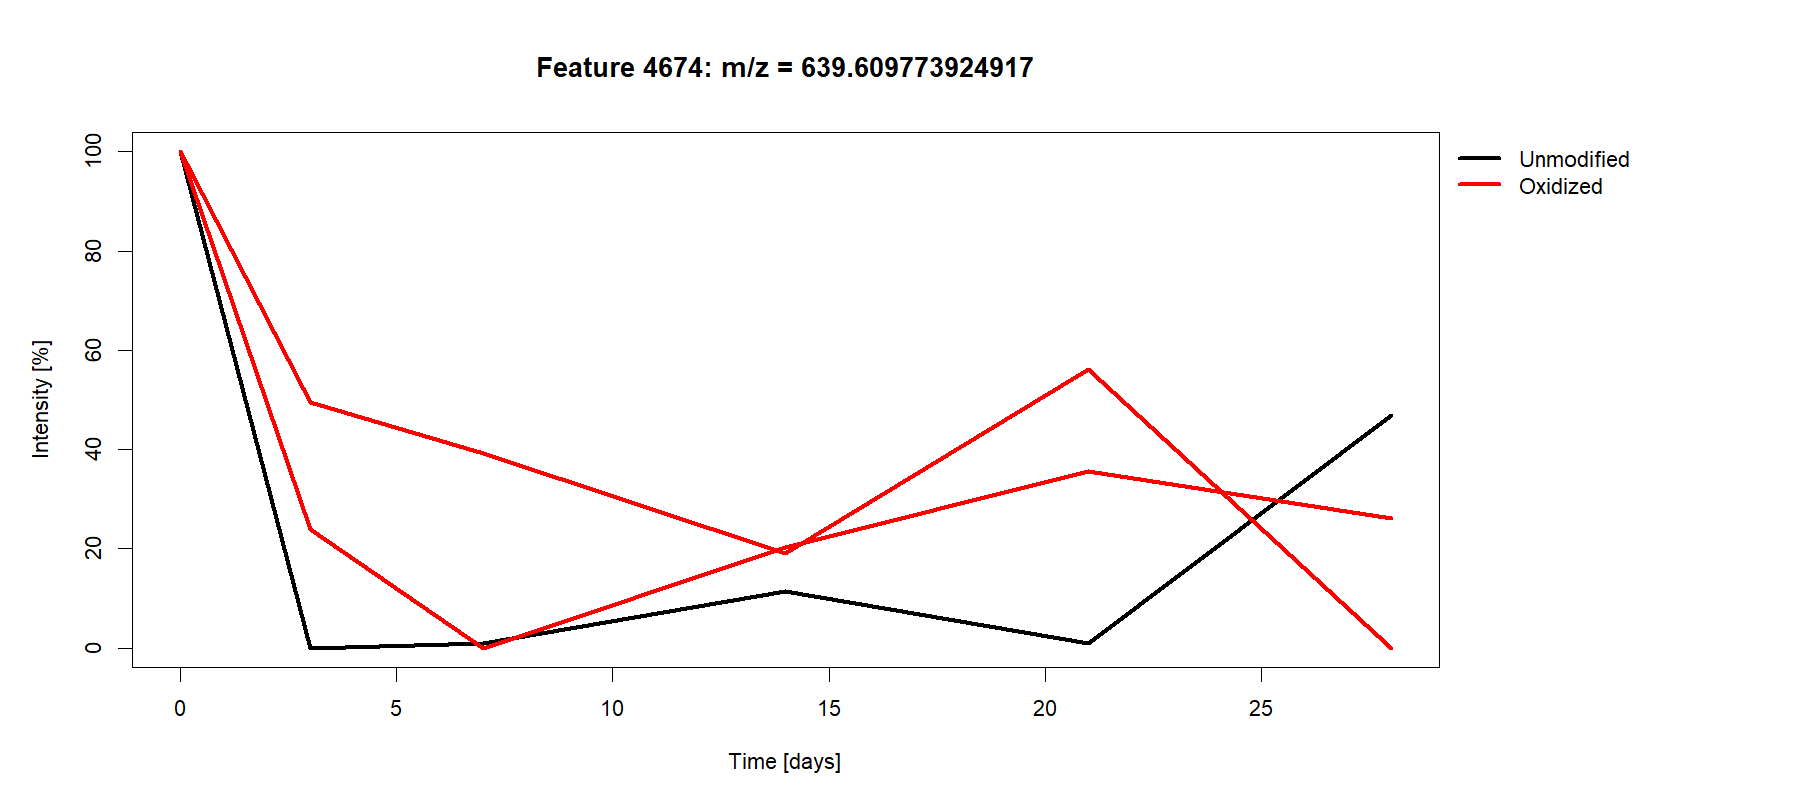 Feature 4674: m/z = 639.609773924917
Unmodified
Oxidized
Intensity [%]
100
80
60
40
20
0
0 5 10 15 20 25
Time [days]